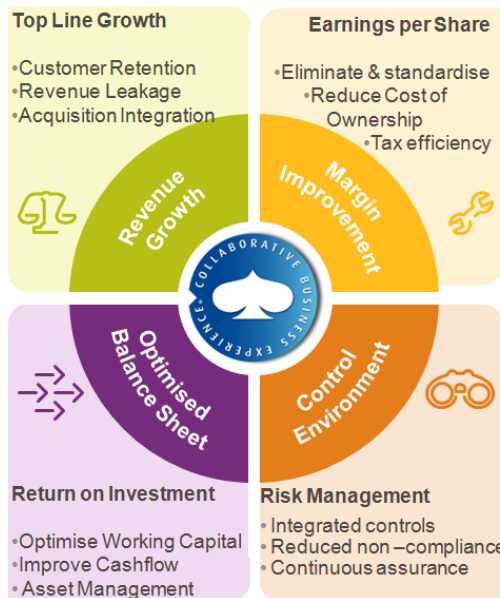 Top Line Growth
•Customer Retention
•Revenue Leakage
•Acquisition Integration
Earnings per Share
•Eliminate & standardise
•Reduce Cost of
Ownership
•Tax efficiency
Revenue
Growth
Margin
Improvement
COLLABORATIVE BUSINESS EXPERIENCE®
Optimised
Balance Sheet
Control
Environment
Return on Investment
•Optimise Working Capital
•Improve Cashflow
•Asset Management
Risk Management
•Integrated controls
•Reduced non –compliance
•Continuous assurance